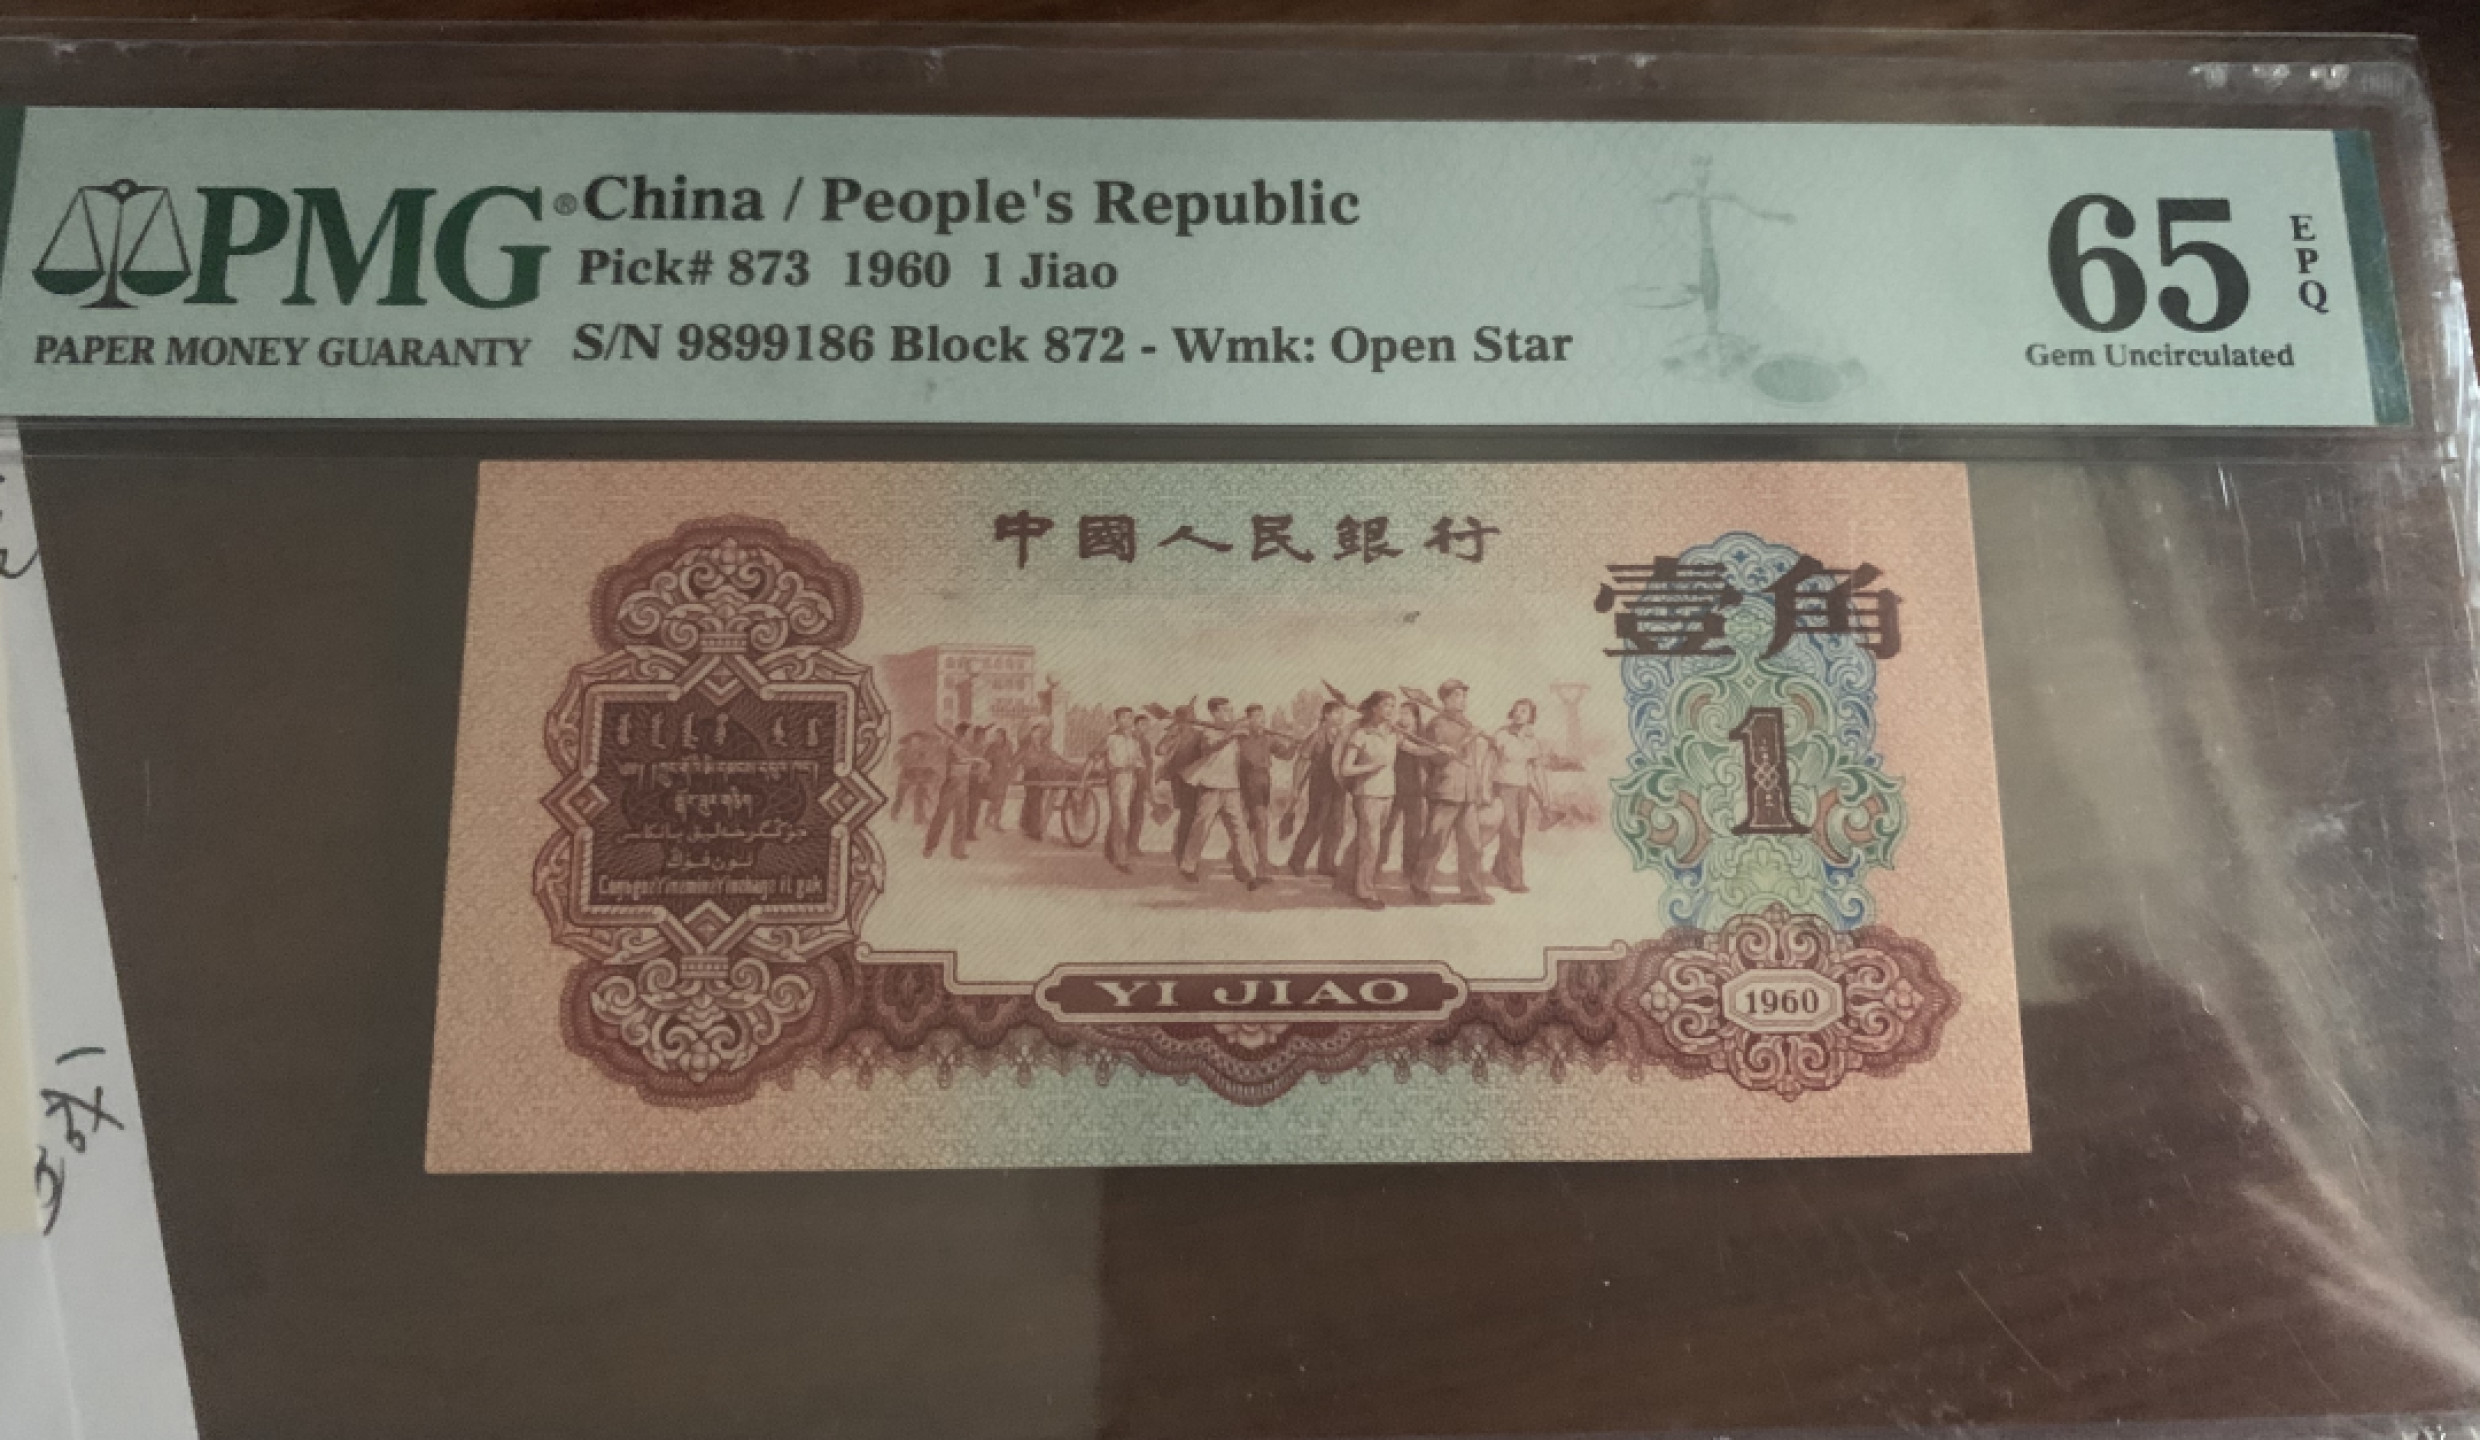 PMG®
PAPER MONEY GUARANTY
China / People's Republic
Pick# 873 1960 1 Jiao
S/N 9899186 Block 872 - Wmk: Open Star
65
EPQ
Gem Uncirculated
中國人民銀行
壹角
1
YI JIAO
1960